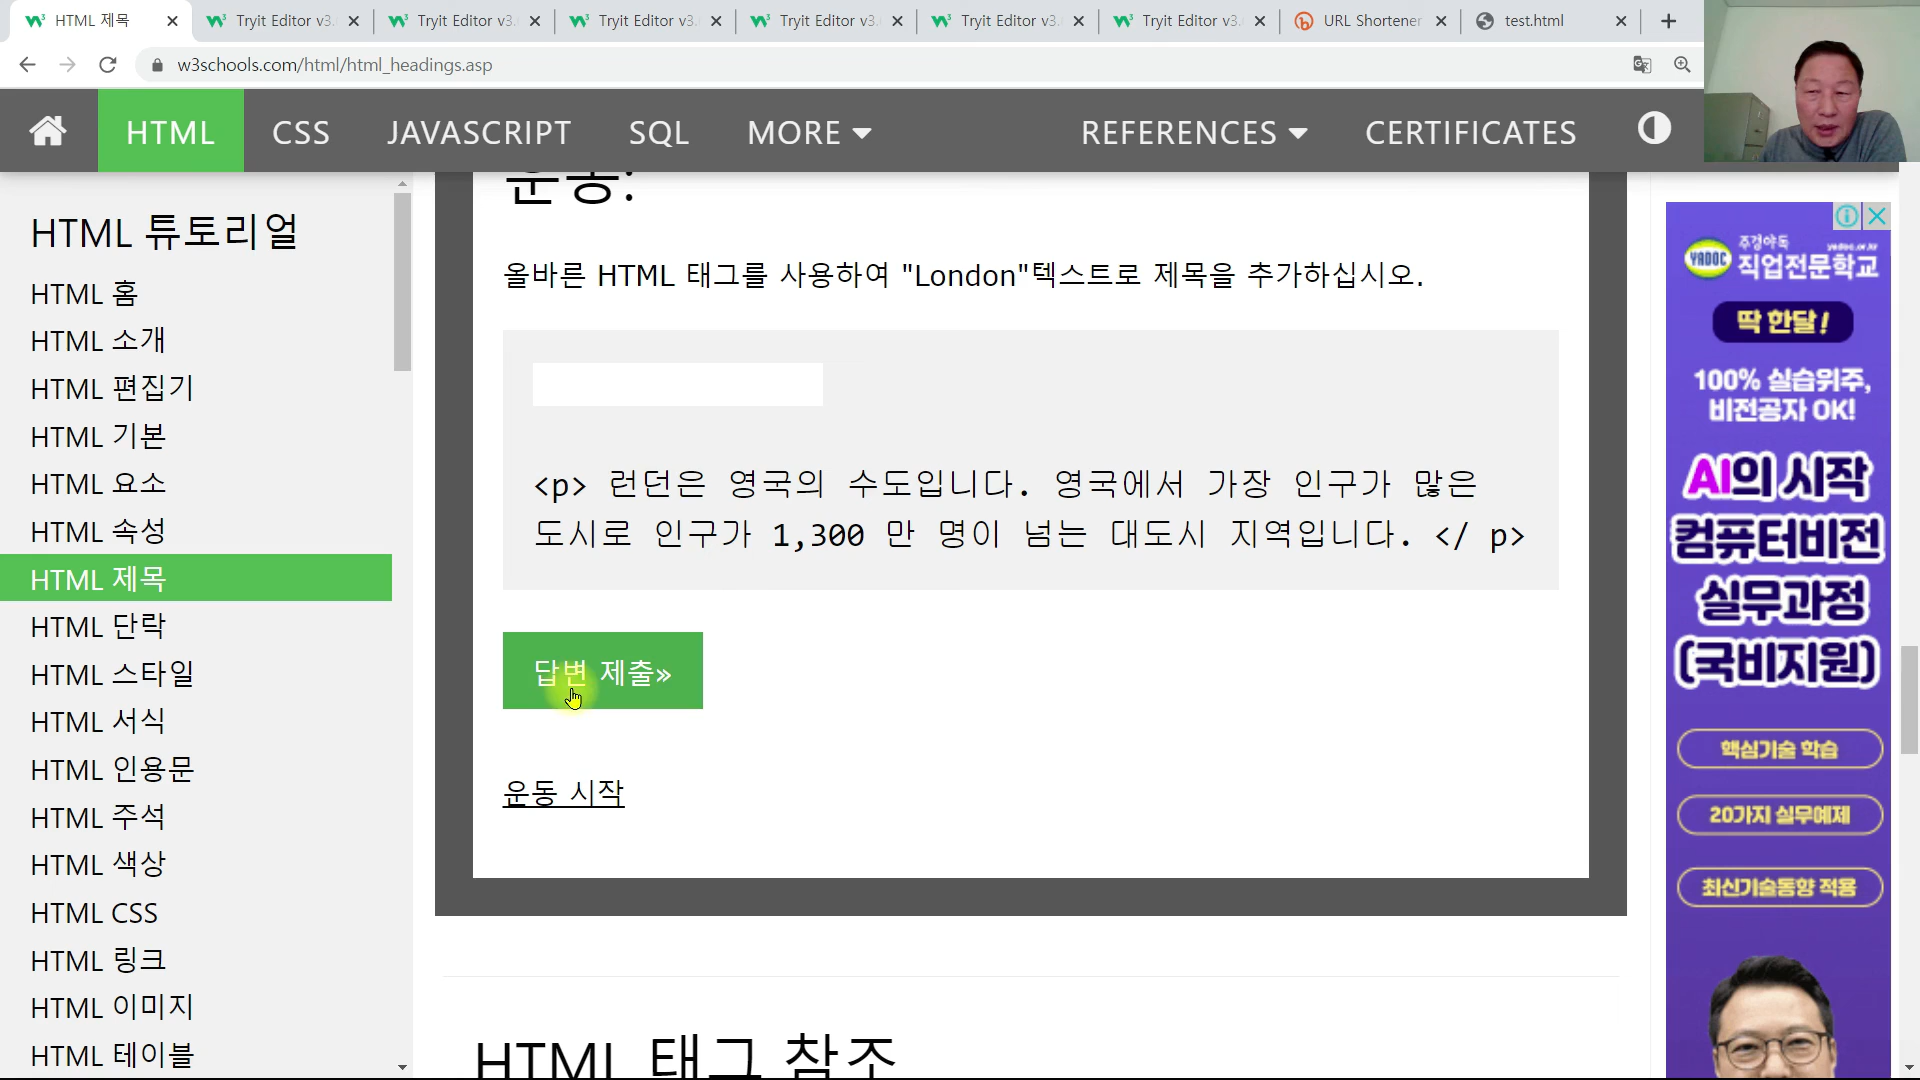 HTML 제목
Tryit Editor v3.
Tryit Editor v3.
Tryit Editor v3.
Tryit Editor v3.
Tryit Editor v3.
Tryit Editor v3.
URL Shortener
test.html
w3schools.com/html/html_headings.asp
HTML
CSS
JAVASCRIPT
SQL
MORE
REFERENCES
CERTIFICATES
HTML 튜토리얼
HTML 홈
HTML 소개
HTML 편집기
HTML 기본
HTML 요소
HTML 속성
HTML 제목
HTML 단락
HTML 스타일
HTML 서식
HTML 인용문
HTML 주석
HTML 색상
HTML CSS
HTML 링크
HTML 이미지
HTML 테이블
운동:
올바른 HTML 태그를 사용하여 "London"텍스트로 제목을 추가하십시오.
<p> 런던은 영국의 수도입니다. 영국에서 가장 인구가 많은
도시로 인구가 1,300 만 명이 넘는 대도시 지역입니다. </ p>
답변 제출»
운동 시작
HTML 태그 참조
YADOC
주경야독
직업전문학교
딱 한달!
100% 실습위주,
비전공자 OK!
AI의 시작
컴퓨터비전
실무과정
(국비지원)
핵심기술 학습
20가지 실무예제
최신기술동향 적용